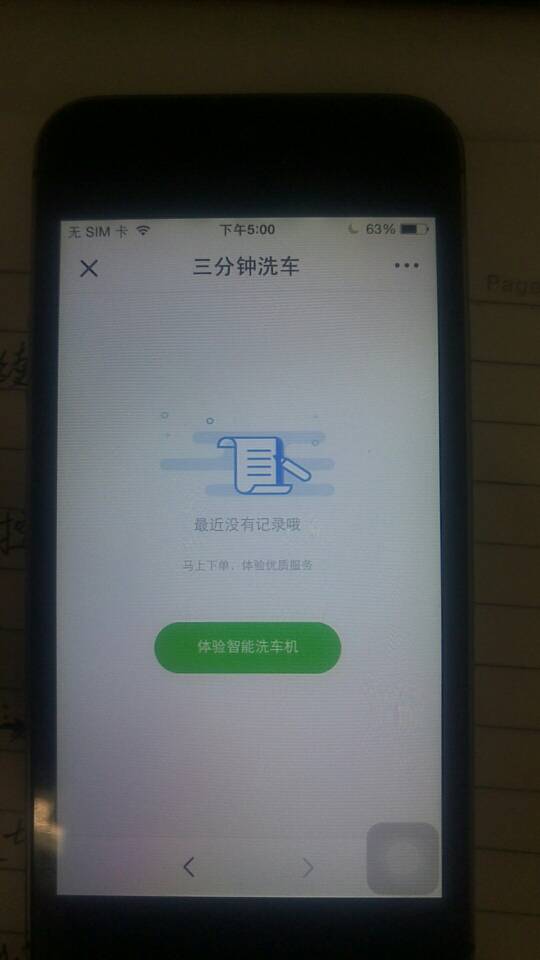 无 SIM 卡
下午5:00
63%
三分钟洗车
Page
最近没有记录哦
马上下单，体验优质服务
体验智能洗车机